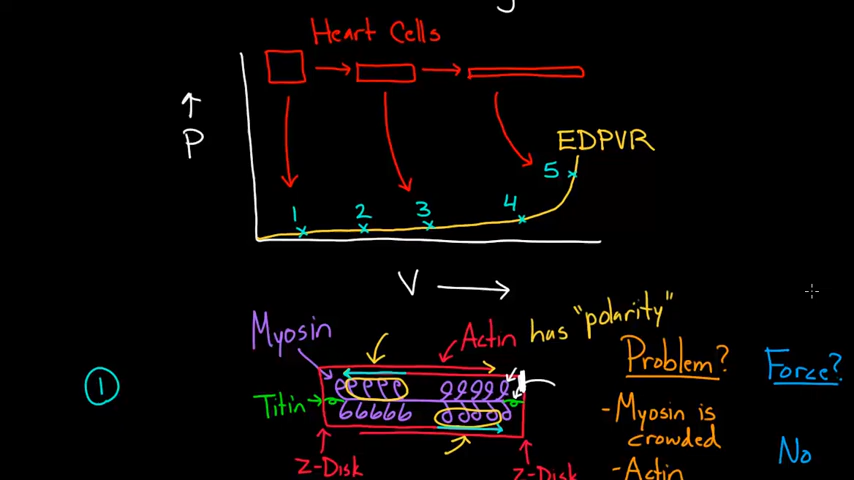 Heart Cells
↑
P
EDPVR
1
2
3
4
5
V →
Myosin
Actin has "polarity"
Problem?
Force?
1
Titin
- Myosin is
crowded
No
Z-Disk
Z-Disk
- Actin